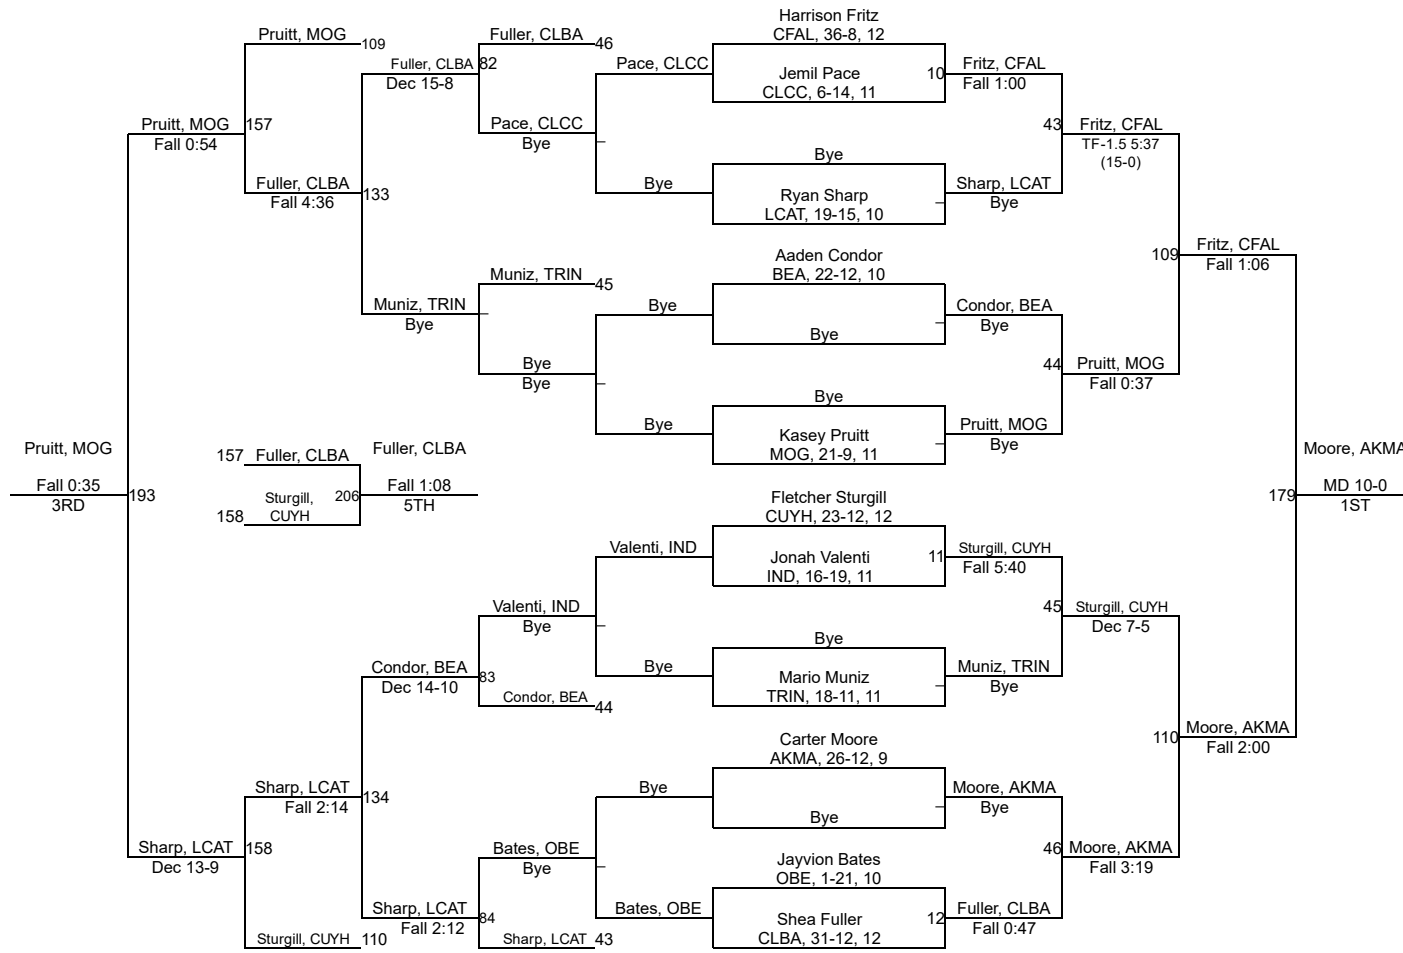 Harrison Fritz
CFAL, 36-8, 12
Pruitt, MOG
109
Fuller, CLBA
46
Fuller, CLBA
82
Dec 15-8
Pace, CLCC
Jemil Pace
CLCC, 6-14, 11
10
Fritz, CFAL
Fall 1:00
Pruitt, MOG
157
Fall 0:54
Pace, CLCC
Bye
43
Fritz, CFAL
TF-1.5 5:37
(15-0)
Bye
Fuller, CLBA
133
Fall 4:36
Bye
Ryan Sharp
LCAT, 19-15, 10
Sharp, LCAT
Bye
109
Fritz, CFAL
Fall 1:06
Aaden Condor
BEA, 22-12, 10
Muniz, TRIN
45
Muniz, TRIN
Bye
Bye
Bye
Condor, BEA
Bye
Bye
Bye
44
Pruitt, MOG
Fall 0:37
Bye
Bye
Kasey Pruitt
MOG, 21-9, 11
Pruitt, MOG
Bye
Pruitt, MOG
Fall 0:35
3RD
193
157
Fuller, CLBA
158
Sturgill,
CUYH
206
Fuller, CLBA
Fall 1:08
5TH
179
Moore, AKMA
MD 10-0
1ST
Fletcher Sturgill
CUYH, 23-12, 12
Valenti, IND
Jonah Valenti
IND, 16-19, 11
11
Sturgill, CUYH
Fall 5:40
Valenti, IND
Bye
45
Sturgill, CUYH
Dec 7-5
Bye
Condor, BEA
83
Dec 14-10
Bye
Mario Muniz
TRIN, 18-11, 11
Muniz, TRIN
Bye
Condor, BEA
44
110
Moore, AKMA
Fall 2:00
Carter Moore
AKMA, 26-12, 9
Sharp, LCAT
134
Fall 2:14
Bye
Bye
Moore, AKMA
Bye
Sharp, LCAT
158
Dec 13-9
Bates, OBE
Bye
46
Moore, AKMA
Fall 3:19
Jayvion Bates
OBE, 1-21, 10
Sharp, LCAT
84
Fall 2:12
Bates, OBE
Shea Fuller
CLBA, 31-12, 12
12
Fuller, CLBA
Fall 0:47
Sturgill, CUYH
110
Sharp, LCAT
43